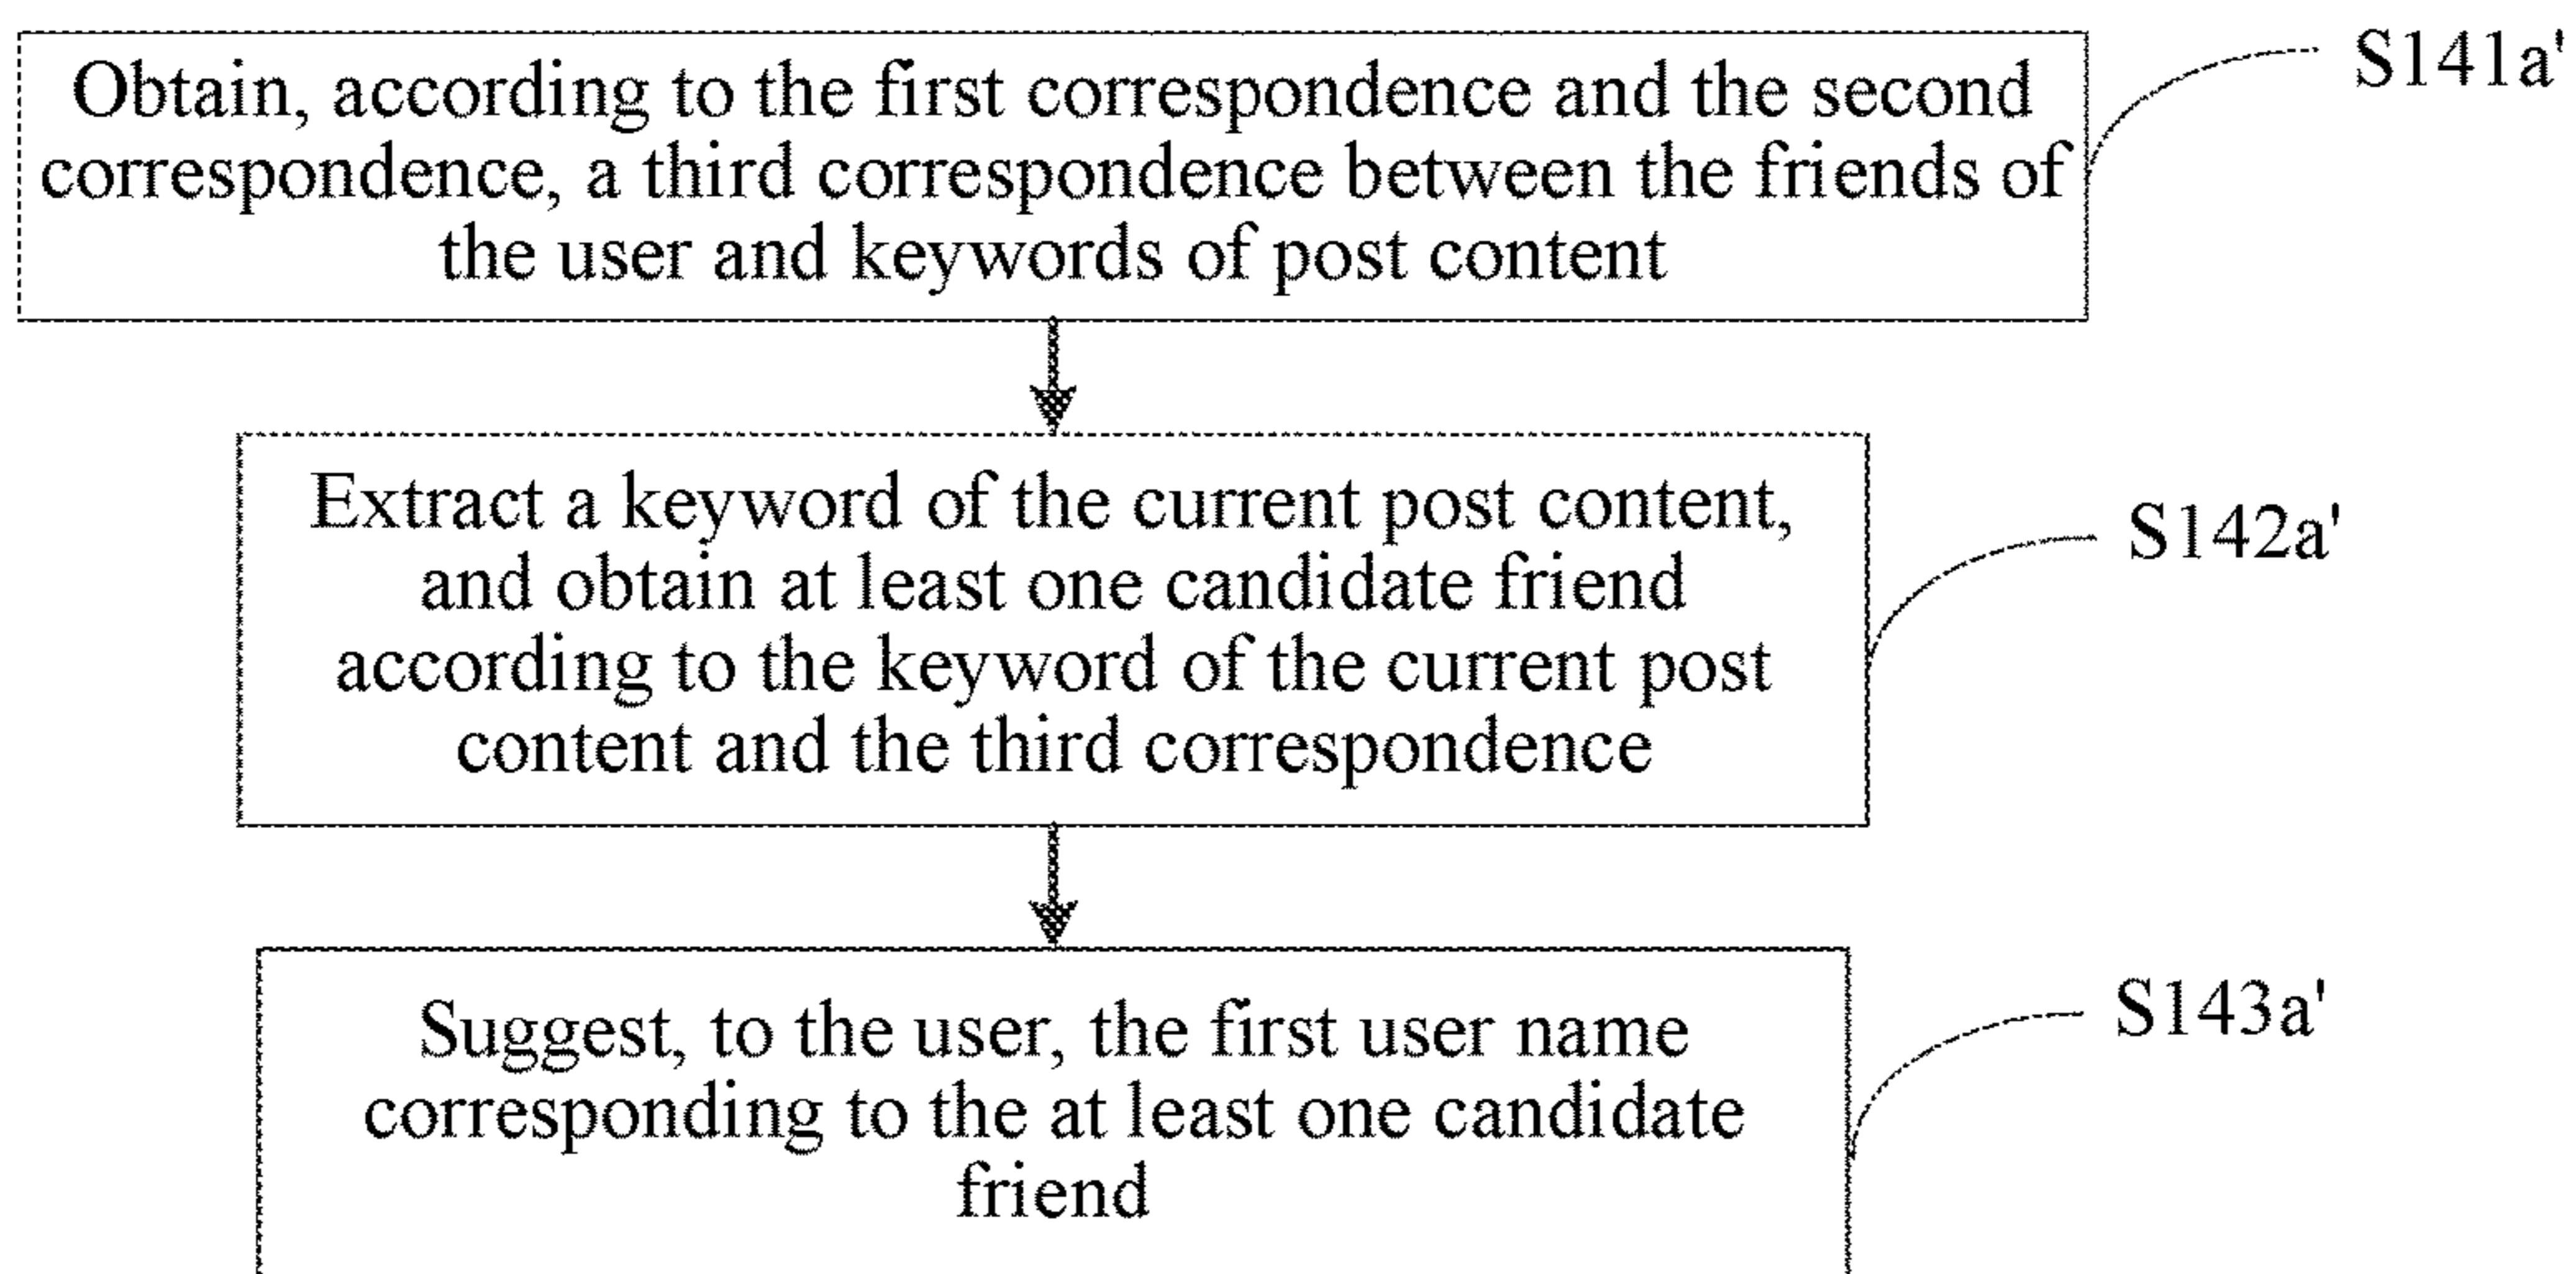 Obtain, according to the first correspondence and the second
correspondence, a third correspondence between the friends of
the user and keywords of post content
S141a'
Extract a keyword of the current post content,
and obtain at least one candidate friend
according to the keyword of the current post
content and the third correspondence
S142a'
Suggest, to the user, the first user name
corresponding to the at least one candidate
friend
S143a'